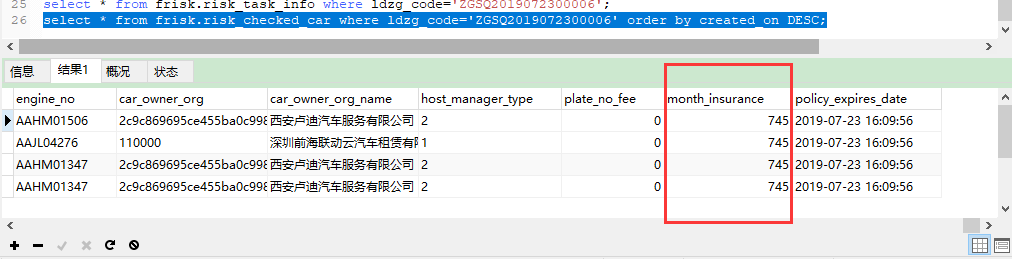 25 select * from frisk.risk_task_info where ldzg_code='ZGSQ2019072300006';
26 select * from frisk.risk_checked_car where ldzg_code='ZGSQ2019072300006' order by created_on DESC;
信息 结果1 概况 状态
engine_no car_owner_org car_owner_org_name host_manager_type plate_no_fee month_insurance policy_expires_date
AAHM01506 2c9c869695ce455ba0c998 西安卢迪汽车服务有限公司 2 0 745 2019-07-23 16:09:56
AAJL04276 110000 深圳前海联动云汽车租赁有限 1 0 745 2019-07-23 16:09:56
AAHM01347 2c9c869695ce455ba0c998 西安卢迪汽车服务有限公司 2 0 745 2019-07-23 16:09:56
AAHM01347 2c9c869695ce455ba0c998 西安卢迪汽车服务有限公司 2 0 745 2019-07-23 16:09:56